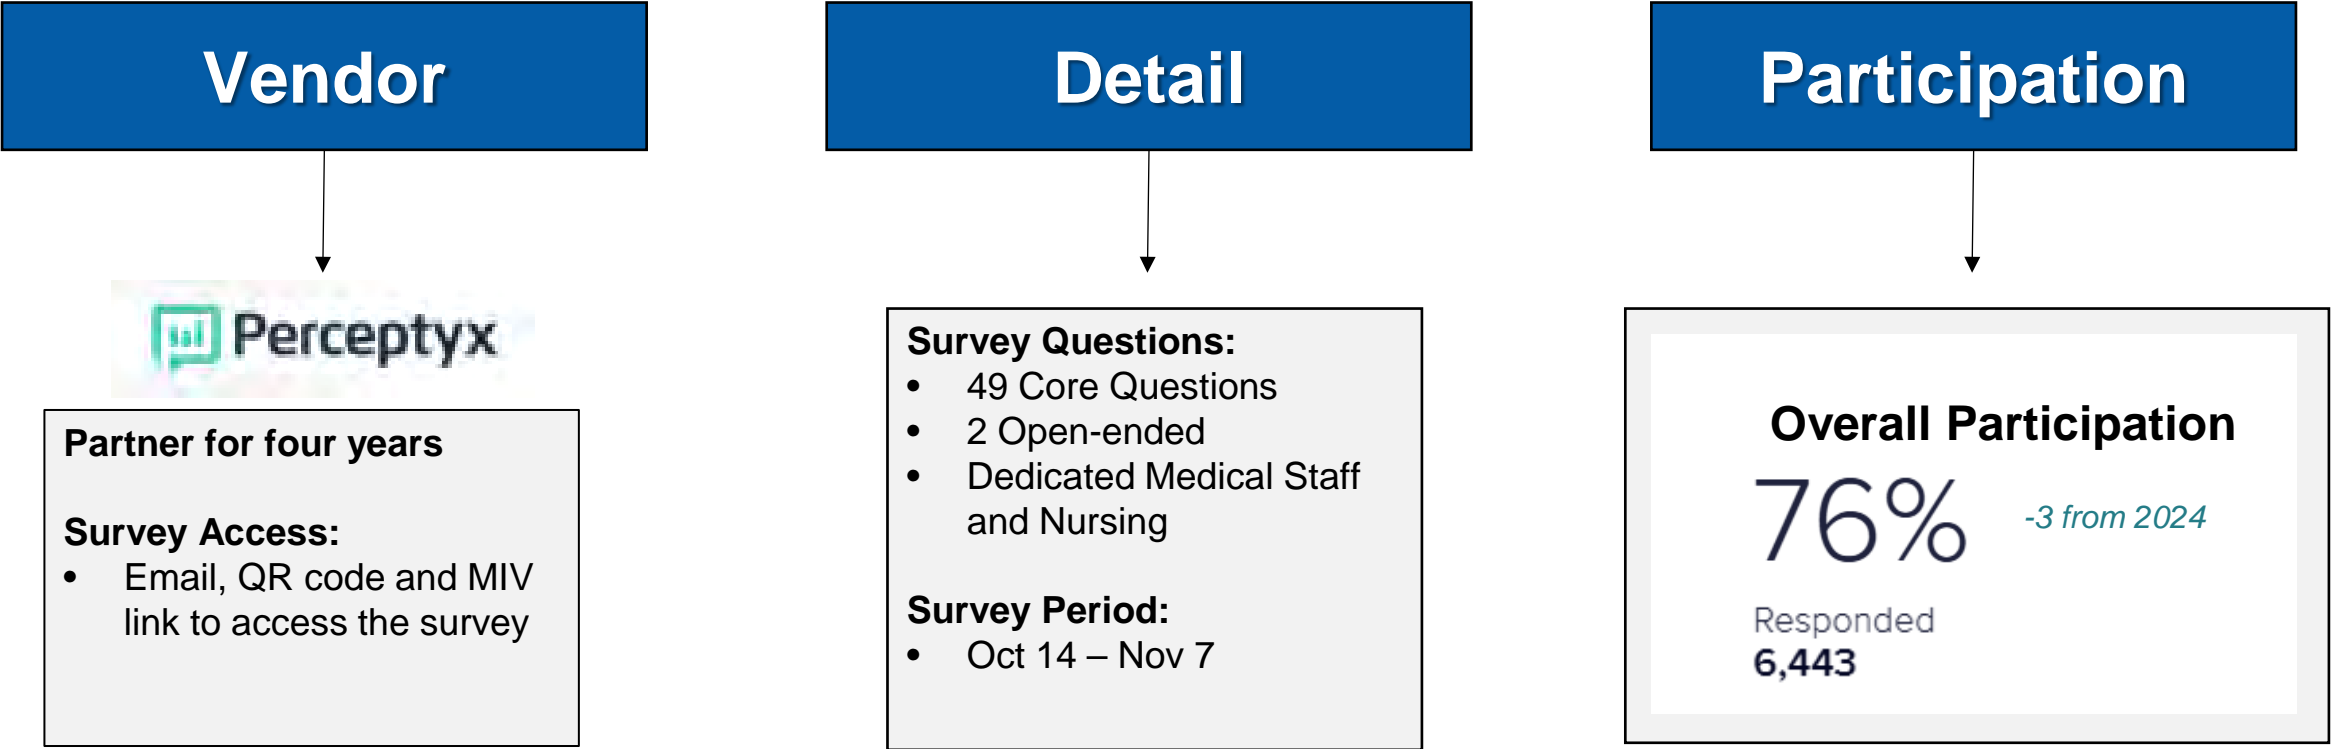 Vendor
Perceptyx
Partner for four years
Survey Access:
• Email, QR code and MIV
link to access the survey
Detail
Survey Questions:
• 49 Core Questions
• 2 Open-ended
• Dedicated Medical Staff
and Nursing
Survey Period:
• Oct 14 – Nov 7
Participation
Overall Participation
76% -3 from 2024
Responded
6,443